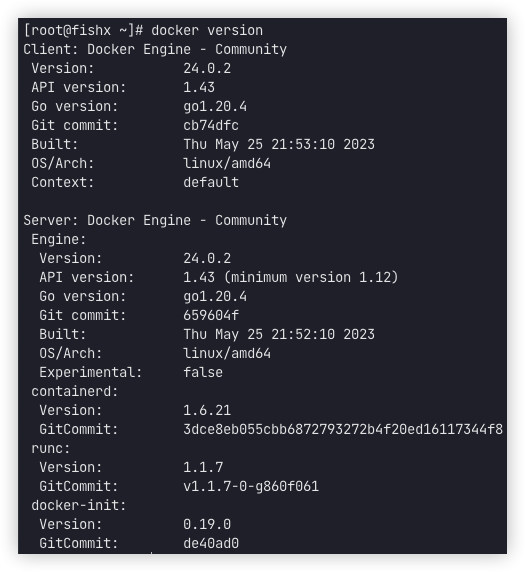 [root@fishx ~]# docker version
Client: Docker Engine - Community
 Version:           24.0.2
 API version:       1.43
 Go version:        go1.20.4
 Git commit:        cb74dfc
 Built:             Thu May 25 21:53:10 2023
 OS/Arch:           linux/amd64
 Context:           default

Server: Docker Engine - Community
 Engine:
  Version:          24.0.2
  API version:      1.43 (minimum version 1.12)
  Go version:       go1.20.4
  Git commit:       659604f
  Built:            Thu May 25 21:52:10 2023
  OS/Arch:          linux/amd64
  Experimental:     false
 containerd:
  Version:          1.6.21
  GitCommit:        3dce8eb055cbb6872793272b4f20ed16117344f8
 runc:
  Version:          1.1.7
  GitCommit:        v1.1.7-0-g860f061
 docker-init:
  Version:          0.19.0
  GitCommit:        de40ad0